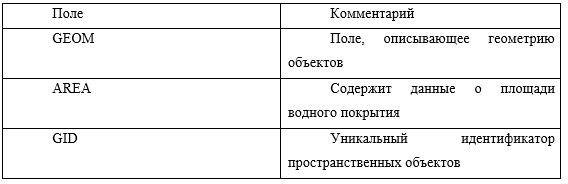 Поле Комментарий
GEOM Поле, описывающее геометрию
объектов
AREA Содержит данные о площади
водного покрытия
GID Уникальный идентификатор
пространственных объектов